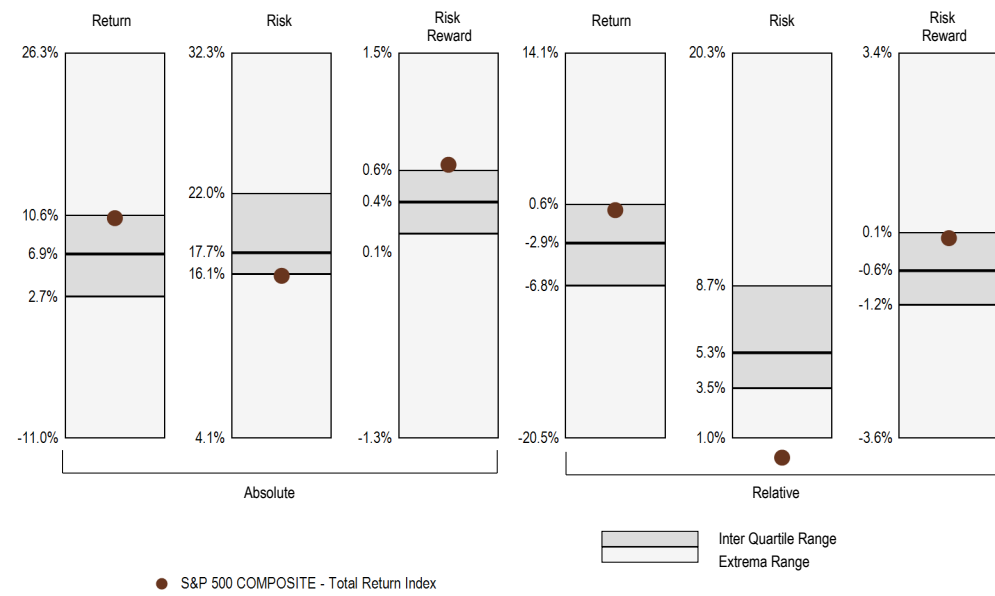 Return
Risk
Risk
Reward
Return
Risk
Risk
Reward
26.3%
32.3%
1.5%
14.1%
20.3%
3.4%
10.6%
22.0%
0.6%
0.6%
8.7%
0.1%
6.9%
17.7%
0.4%
-2.9%
5.3%
-0.6%
2.7%
16.1%
0.1%
-6.8%
3.5%
-1.2%
-11.0%
4.1%
-1.3%
-20.5%
1.0%
-3.6%
Absolute
Relative
Inter Quartile Range
Extrema Range
S&P 500 COMPOSITE - Total Return Index